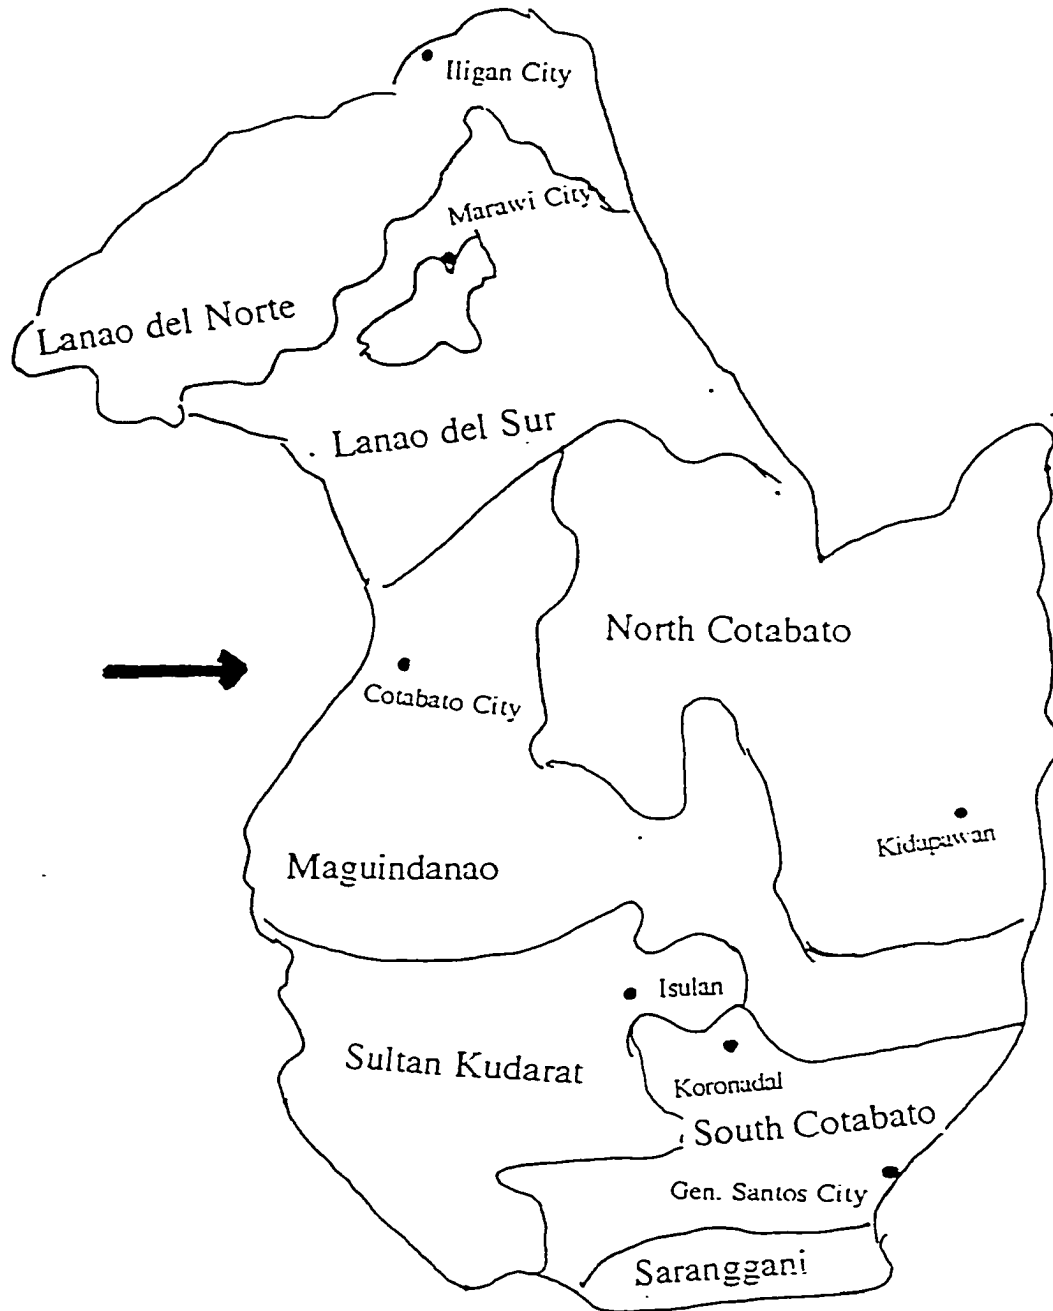 Iligan City
Marawi City
Lanao del Norte
Lanao del Sur
North Cotabato
Cotabato City
Kidapawan
Maguindanao
Isulan
Sultan Kudarat
Koronadal
South Cotabato
Gen. Santos City
Saranggani